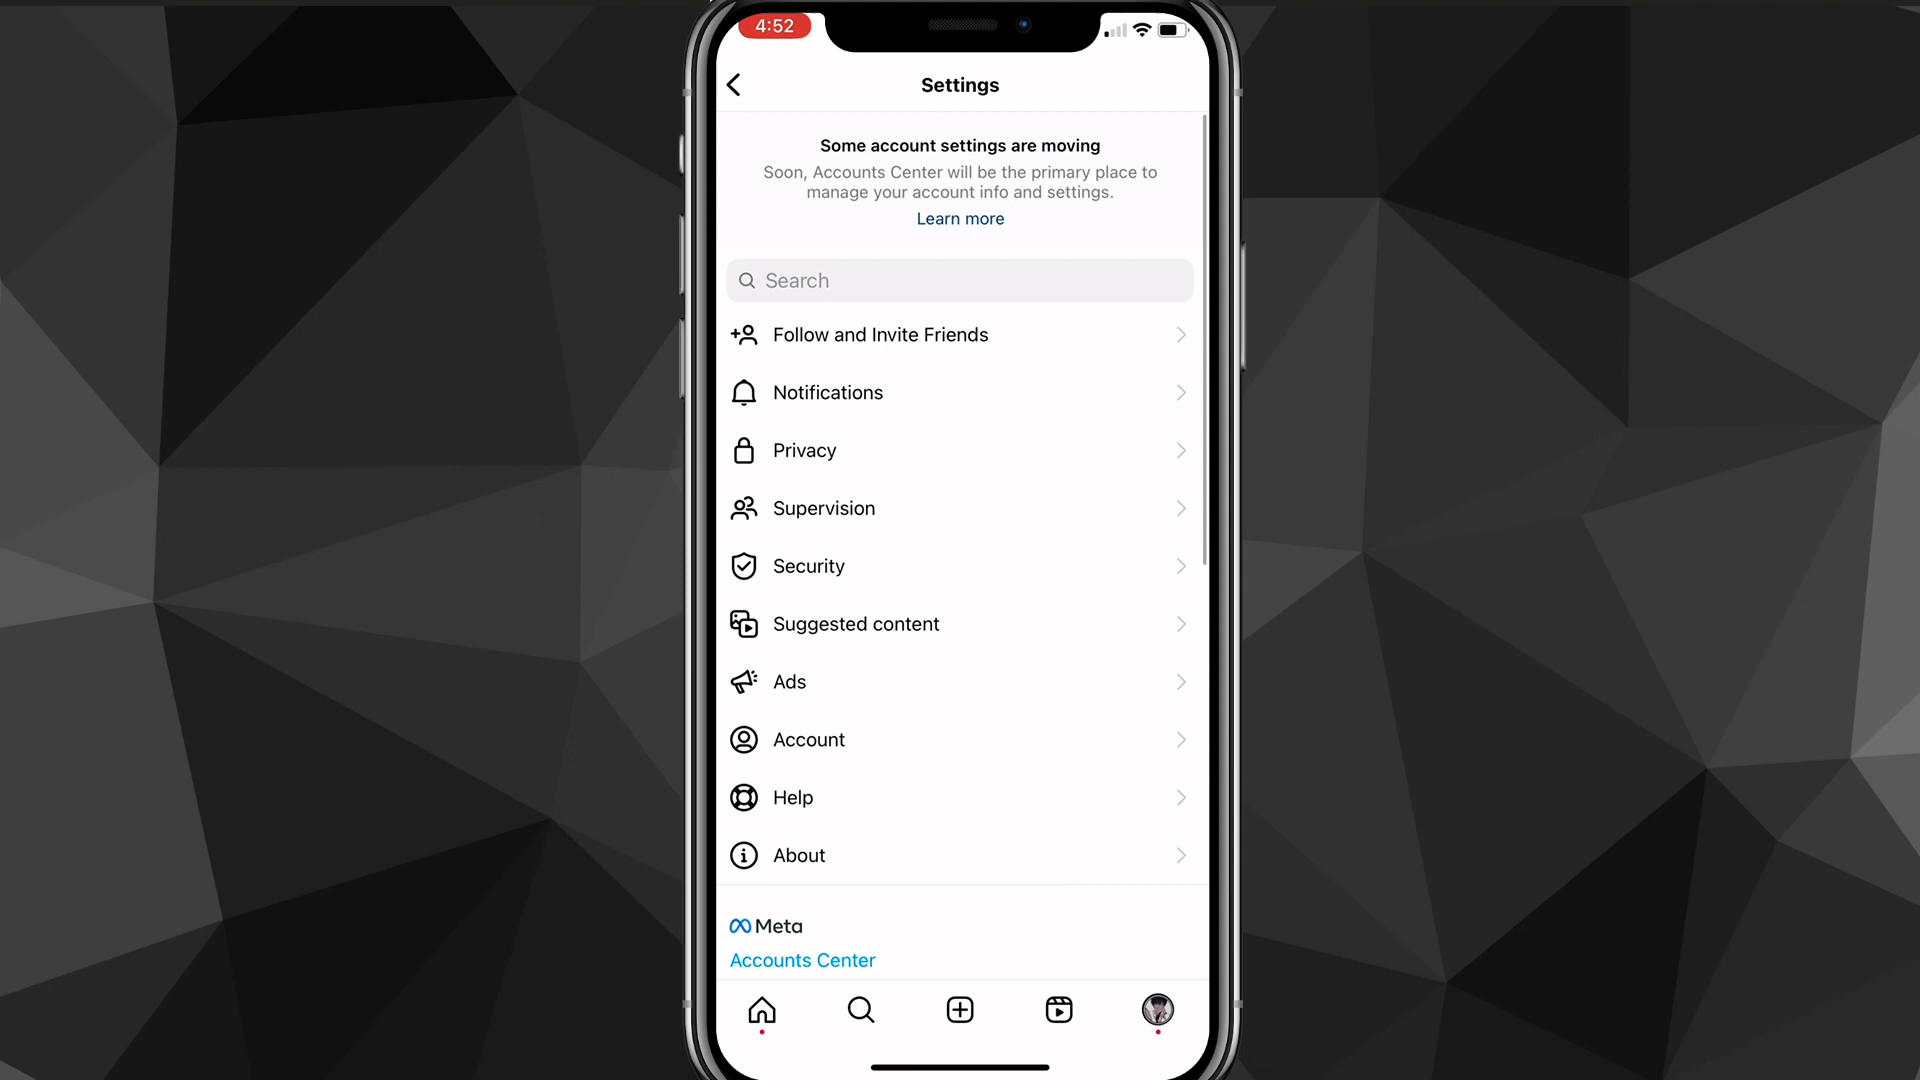 4:52
Settings
Some account settings are moving
Soon, Accounts Center will be the primary place to
manage your account info and settings.
Learn more
Search
Follow and Invite Friends
Notifications
Privacy
Supervision
Security
Suggested content
Ads
Account
Help
About
Meta
Accounts Center